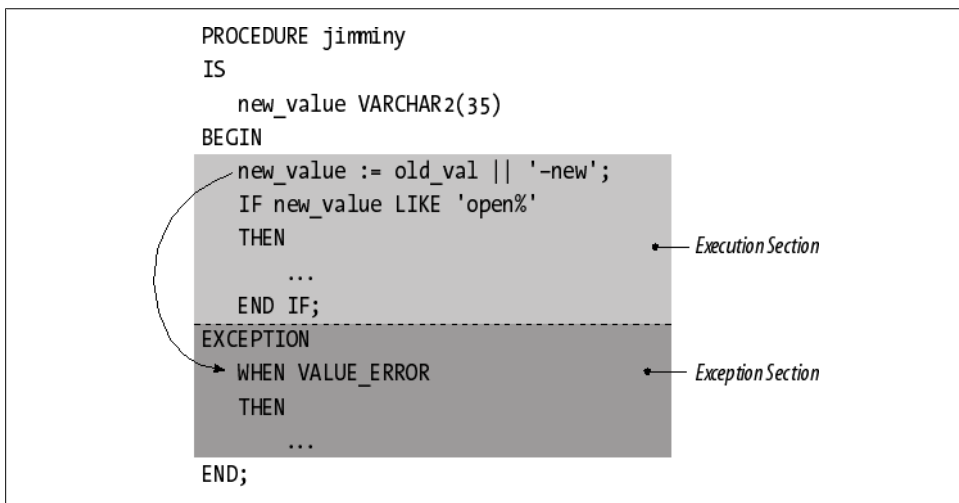 PROCEDURE jimminy
IS
new_value VARCHAR2(35)
BEGIN
new_value := old_val || '–new';
IF new_value LIKE 'open%'
THEN
Execution Section
...
END IF;
EXCEPTION
WHEN VALUE_ERROR
Exception Section
THEN
...
END;